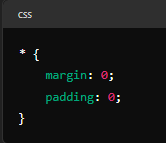 css
* {
    margin: 0;
    padding: 0;
}